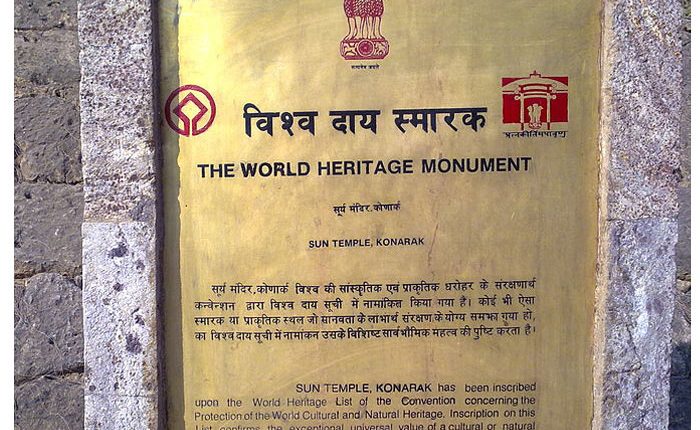 सत्यमेव जयते
विश्व दाय स्मारक
प्रत्नकीर्तिमपावृणु
THE WORLD HERITAGE MONUMENT
सूर्य मंदिर,कोणार्क
SUN TEMPLE, KONARAK
सूर्य मंदिर,कोणार्क विश्व की सांस्कृतिक एवं प्राकृतिक धरोहर के संरक्षणार्थ
कन्वेन्शन द्वारा विश्व दाय सूची में नामांकित किया गया है। कोई भी ऐसा
स्मारक या प्राकृतिक स्थल जो मानवता के लाभार्थ संरक्षण के योग्य समझा गया हो,
का विश्व दाय सूची में नामांकन उसके विशिष्ट सार्वभौमिक महत्व की पुष्टि करता है।
SUN TEMPLE, KONARAK has been inscribed
upon the World Heritage List of the Convention concerning the
Protection of the World Cultural and Natural Heritage. Inscription on this
List confirms the exceptional universal value of a cultural or natural